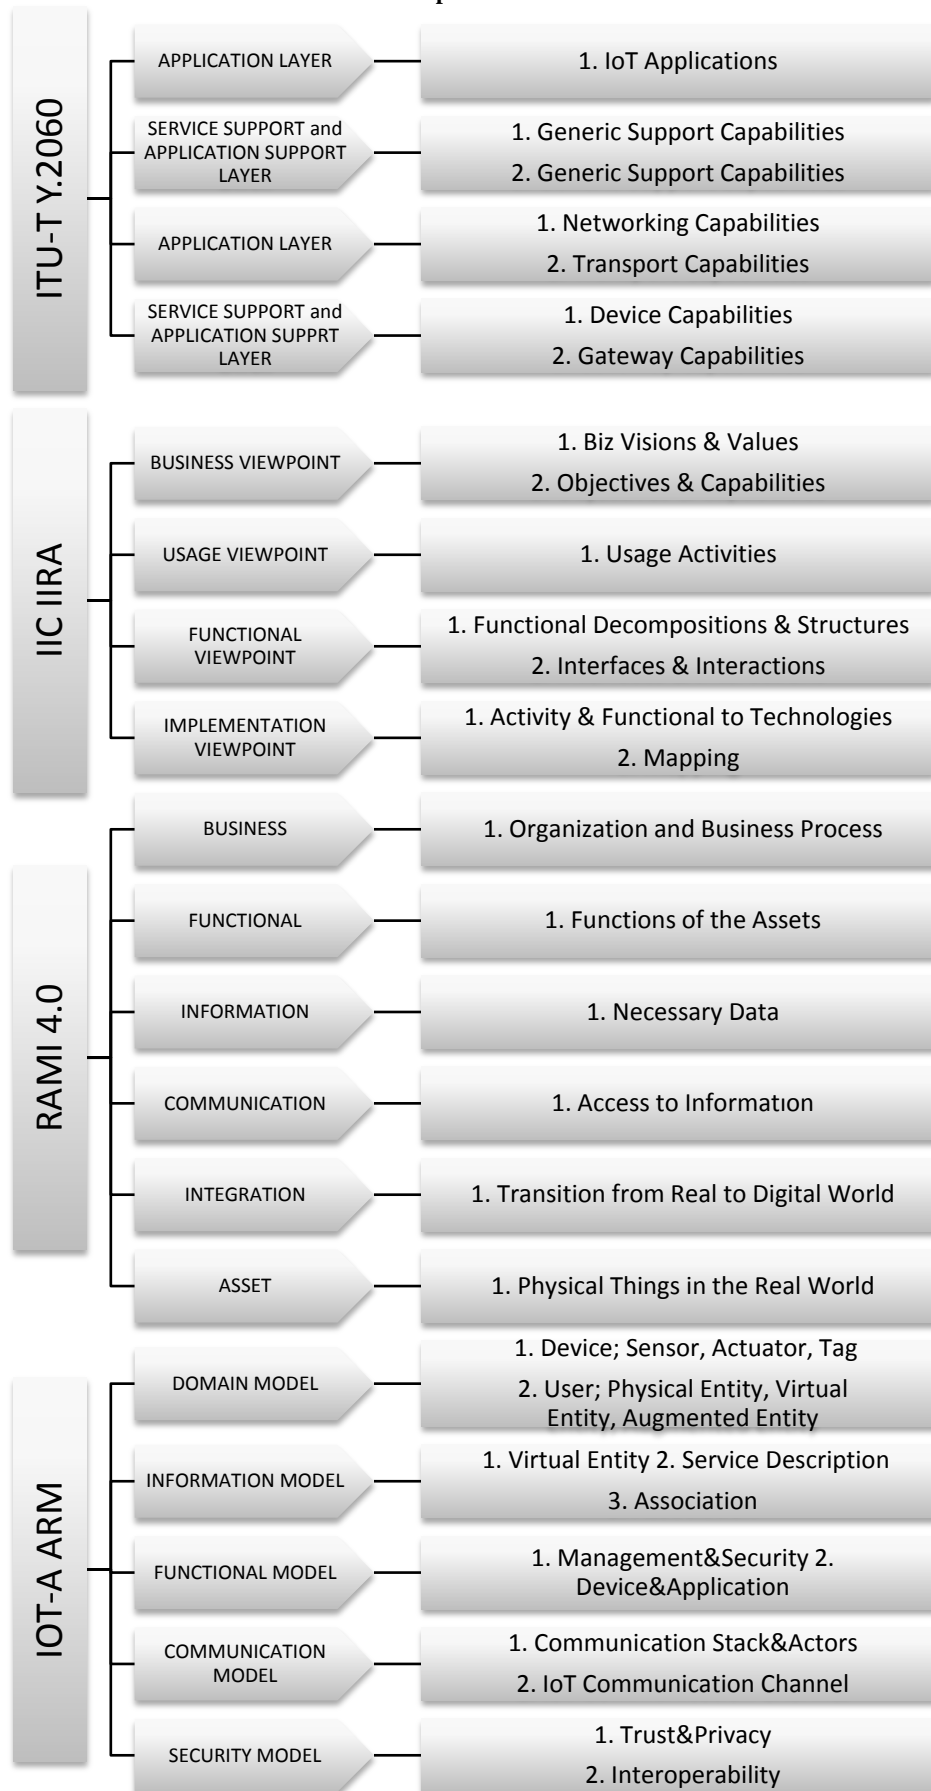 ITU-T Y.2060
APPLICATION LAYER
1. IoT Applications
SERVICE SUPPORT and
APPLICATION SUPPORT
LAYER
1. Generic Support Capabilities
2. Generic Support Capabilities
APPLICATION LAYER
1. Networking Capabilities
2. Transport Capabilities
SERVICE SUPPORT and
APPLICATION SUPPRT
LAYER
1. Device Capabilities
2. Gateway Capabilities
IIC IIRA
BUSINESS VIEWPOINT
1. Biz Visions & Values
2. Objectives & Capabilities
USAGE VIEWPOINT
1. Usage Activities
FUNCTIONAL
VIEWPOINT
1. Functional Decompositions & Structures
2. Interfaces & Interactions
IMPLEMENTATION
VIEWPOINT
1. Activity & Functional to Technologies
2. Mapping
RAMI 4.0
BUSINESS
1. Organization and Business Process
FUNCTIONAL
1. Functions of the Assets
INFORMATION
1. Necessary Data
COMMUNICATION
1. Access to Information
INTEGRATION
1. Transition from Real to Digital World
ASSET
1. Physical Things in the Real World
IOT-A ARM
DOMAIN MODEL
1. Device; Sensor, Actuator, Tag
2. User; Physical Entity, Virtual
Entity, Augmented Entity
INFORMATION MODEL
1. Virtual Entity 2. Service Description
3. Association
FUNCTIONAL MODEL
1. Management&Security 2.
Device&Application
COMMUNICATION
MODEL
1. Communication Stack&Actors
2. IoT Communication Channel
SECURITY MODEL
1. Trust&Privacy
2. Interoperability